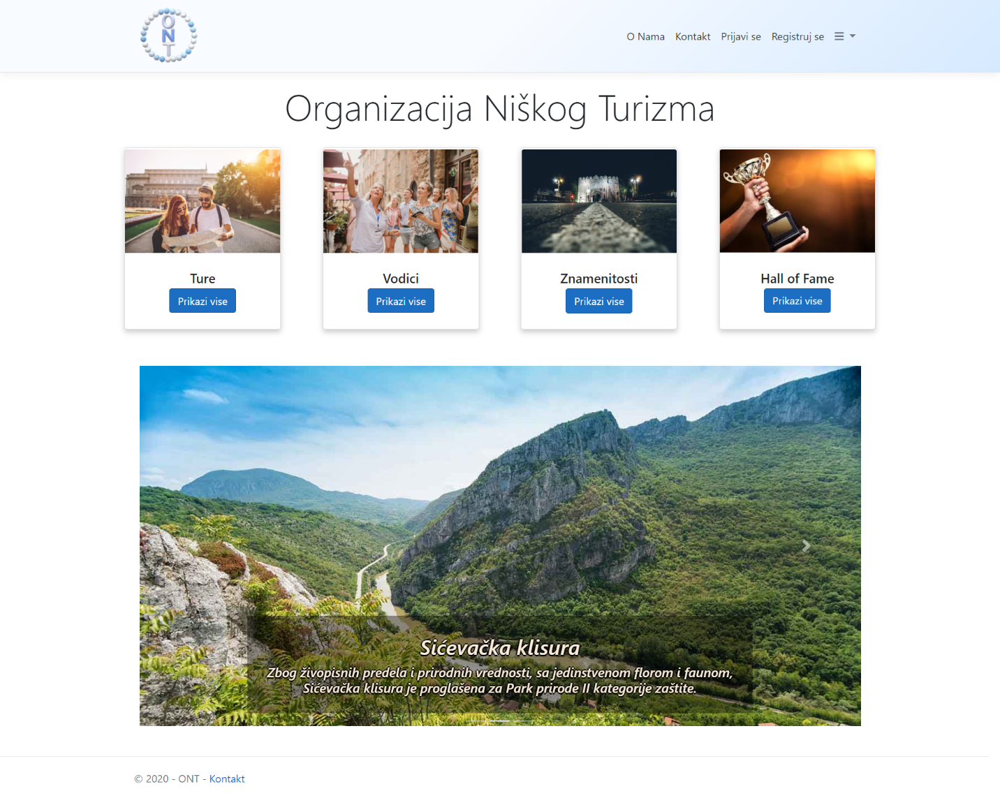 ONT
O Nama Kontakt Prijavi se Registruj se
Organizacija Niškog Turizma
Ture
Prikazi vise
Vodici
Prikazi vise
Znamenitosti
Prikazi vise
Hall of Fame
Prikazi vise
Sićevačka klisura
Zbog živopisnih predela i prirodnih vrednosti, sa jedinstvenom florom i faunom,
Sićevačka klisura je proglašena za Park prirode II kategorije zaštite.
© 2020 - ONT - Kontakt